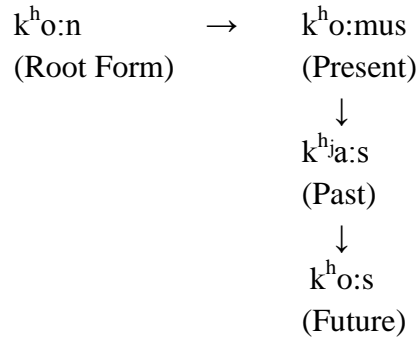 kʰo:n → kʰo:mus
(Root Form) (Present)
↓
kʰʲa:s
(Past)
↓
kʰo:s
(Future)